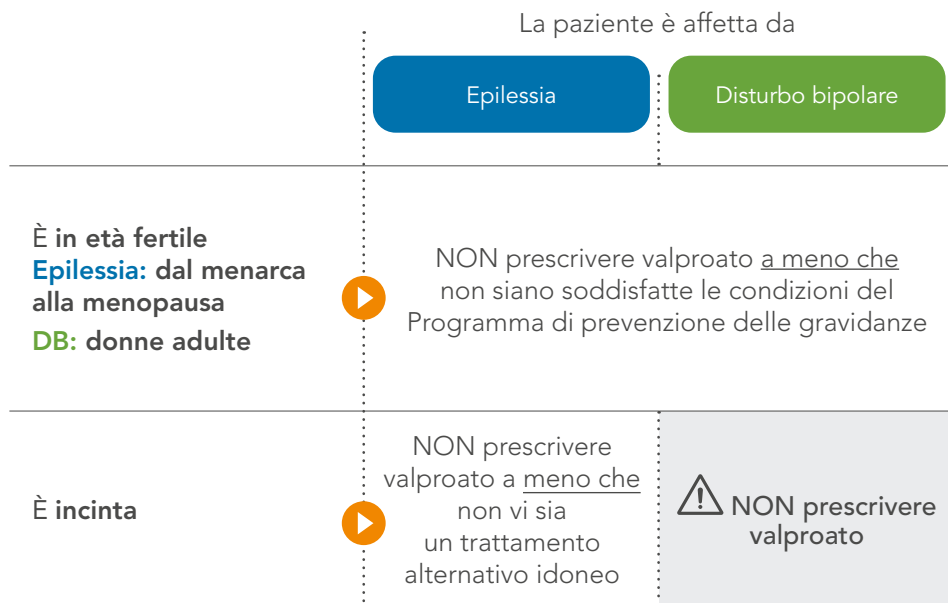 La paziente è affetta da
Epilessia
Disturbo bipolare
È in età fertile
Epilessia: dal menarca
alla menopausa
DB: donne adulte
NON prescrivere valproato a meno che
non siano soddisfatte le condizioni del
Programma di prevenzione delle gravidanze
È incinta
NON prescrivere
valproato a meno che
non vi sia
un trattamento
alternativo idoneo
NON prescrivere
valproato